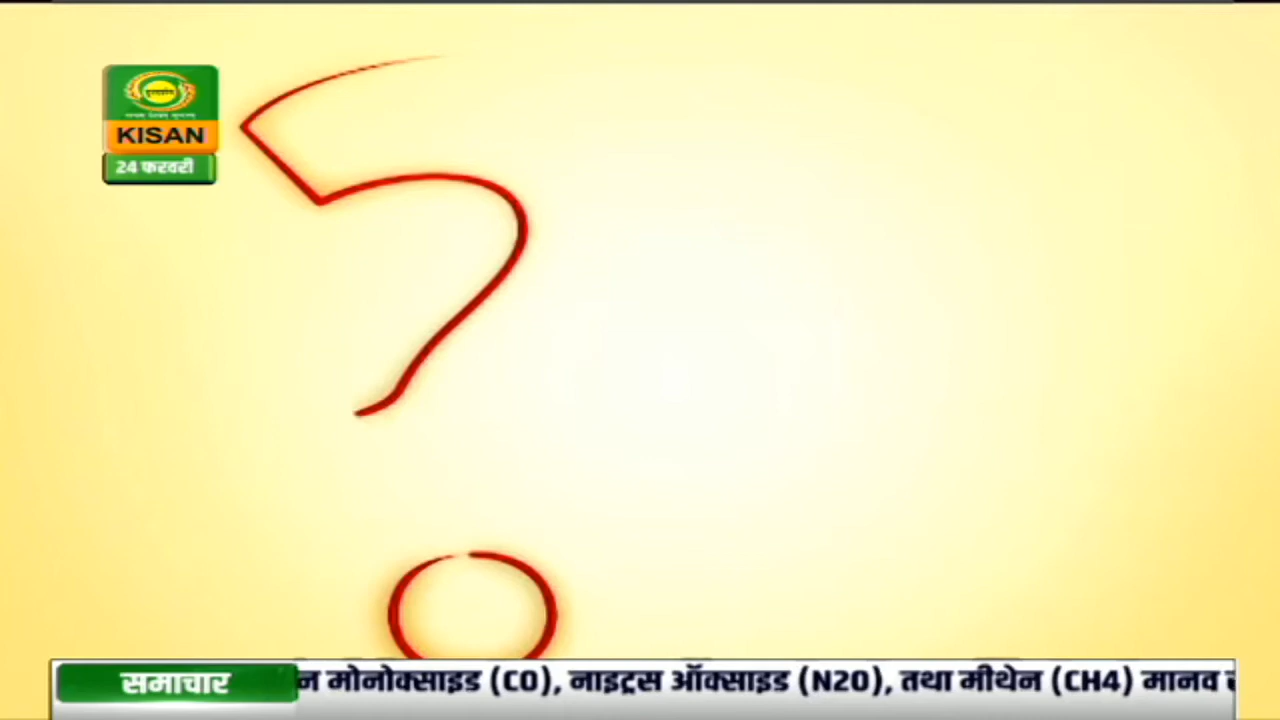 KISAN
24 फरवरी
समाचार
न मोनोक्साइड (CO), नाइट्रस ऑक्साइड (N2O), तथा मीथेन (CH4) मानव